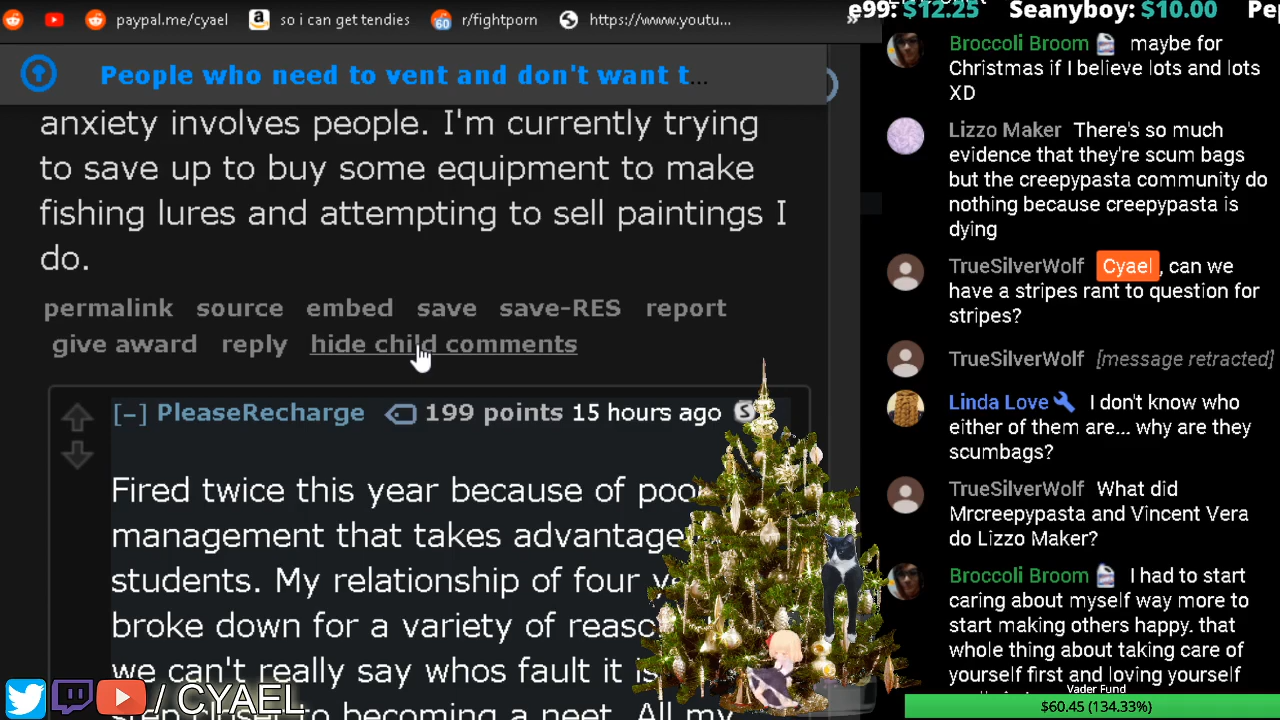 paypal.me/cyael so i can get tendies 60 r/fightporn https://www.youtu...
e99: $12.25 Seanyboy: $10.00 Pe
People who need to vent and don't want t...
anxiety involves people. I'm currently trying
to save up to buy some equipment to make
fishing lures and attempting to sell paintings I
do.
permalink source embed save save-RES report
give award reply hide child comments
[–] PleaseRecharge 199 points 15 hours ago S
Fired twice this year because of poor
management that takes advantage
students. My relationship of four
broke down for a variety of
we can't really say whos fault it
step closer to becoming a neet. All my
/ CYAEL
Broccoli Broom maybe for
Christmas if I believe lots and lots
XD
Lizzo Maker There's so much
evidence that they're scum bags
but the creepypasta community do
nothing because creepypasta is
dying
TrueSilverWolf Cyael, can we
have a stripes rant to question for
stripes?
TrueSilverWolf [message retracted]
Linda Love I don't know who
either of them are... why are they
scumbags?
TrueSilverWolf What did
Mrcreepypasta and Vincent Vera
do Lizzo Maker?
Broccoli Broom I had to start
caring about myself way more to
start making others happy. that
whole thing about taking care of
yourself first and loving yourself
Vader Fund
$60.45 (134.33%)